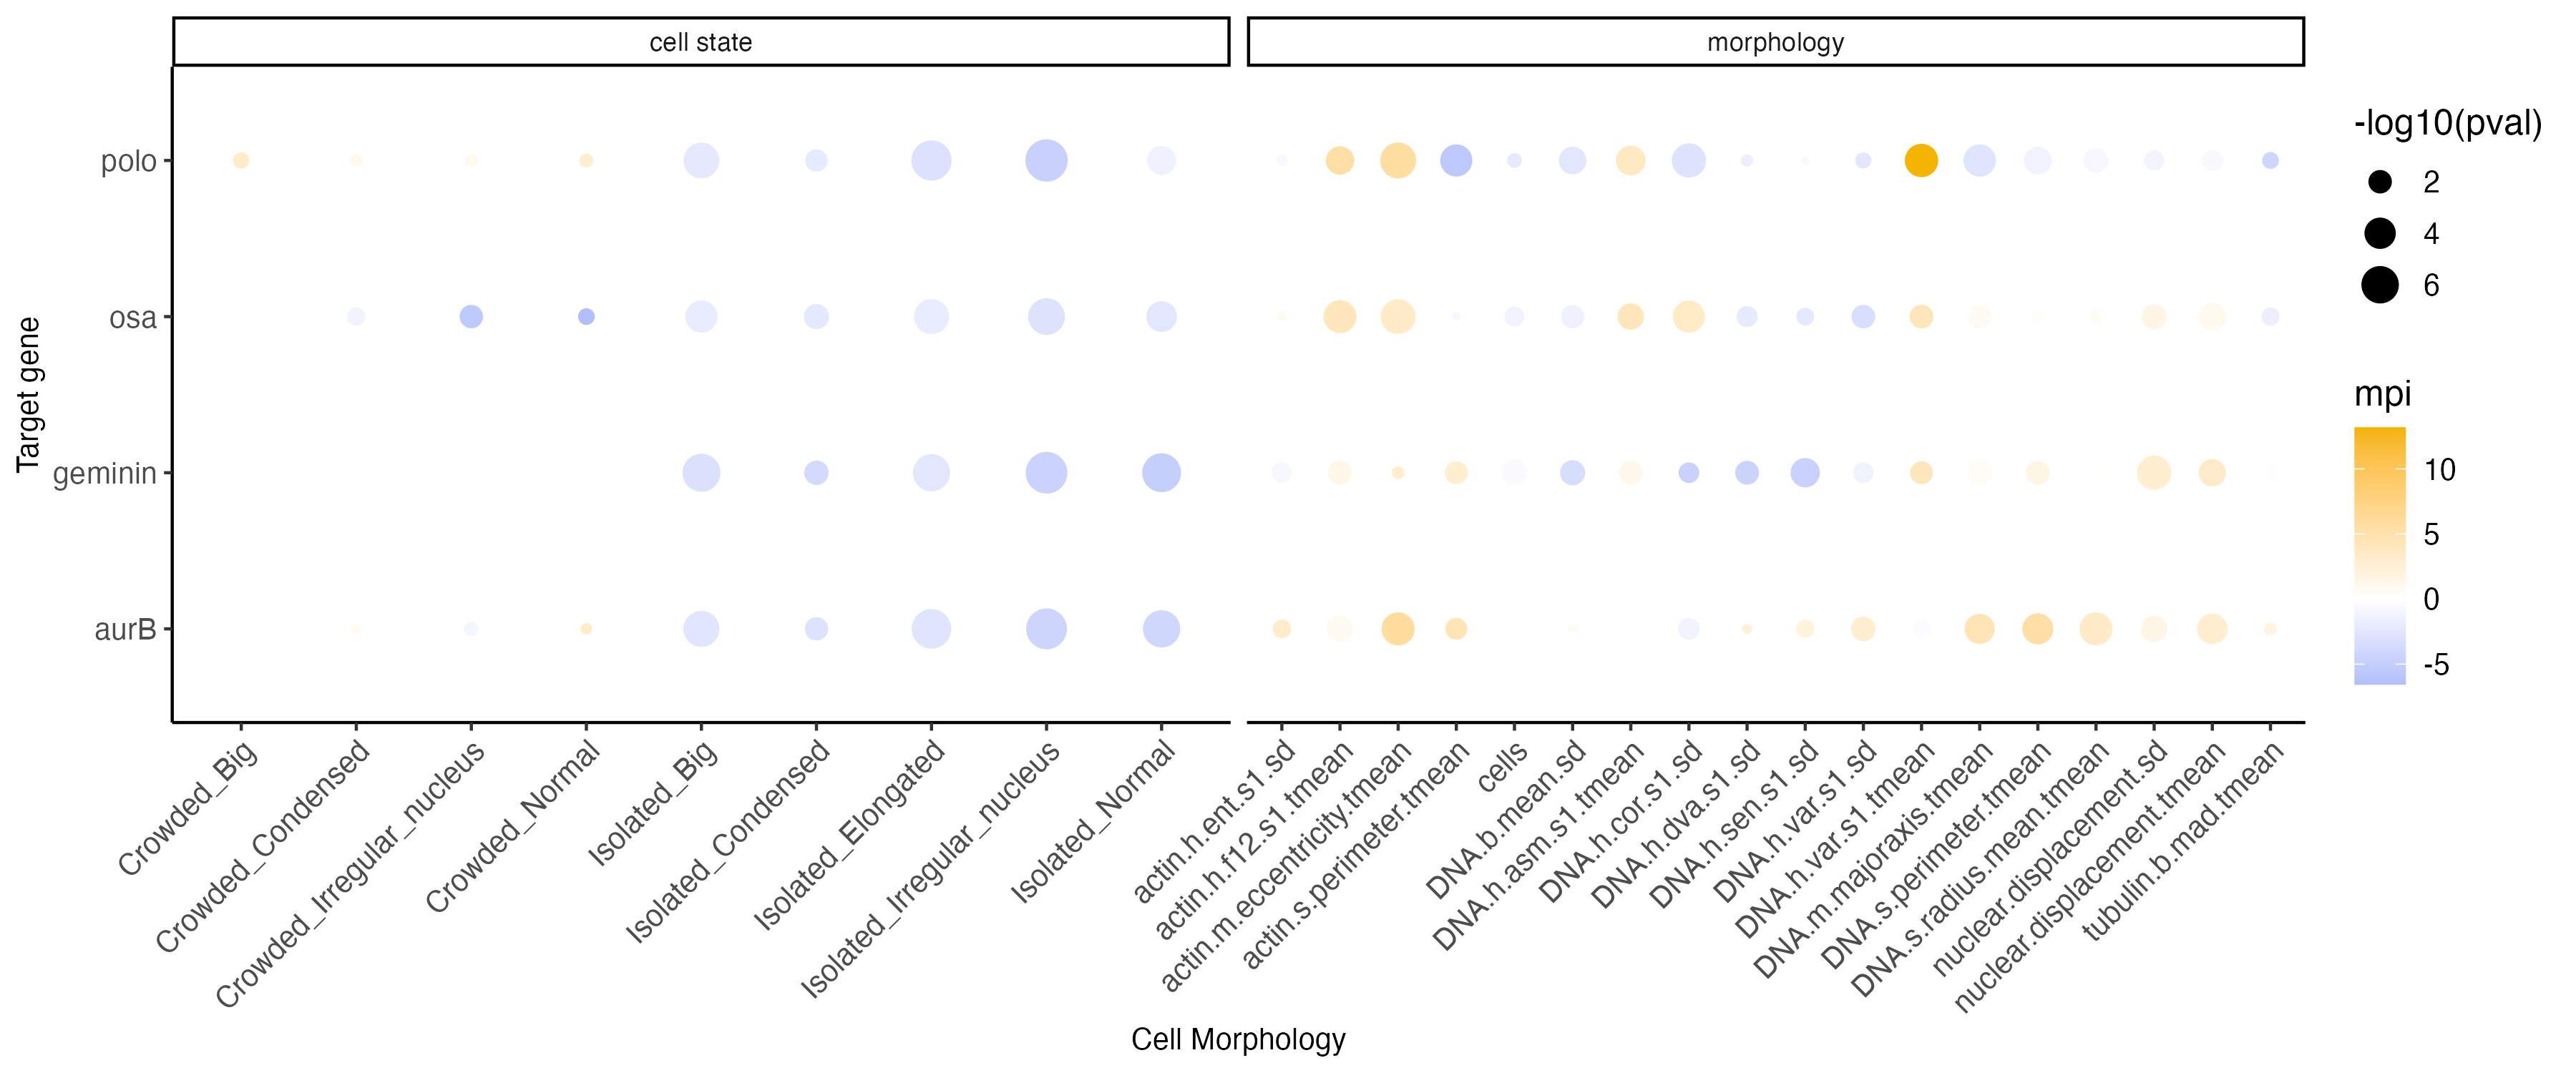 cell state
morphology
Target gene
polo
osa
geminin
aurB
Crowded_Big
Crowded_Condensed
Crowded_Irregular_nucleus
Crowded_Normal
Isolated_Big
Isolated_Condensed
Isolated_Elongated
Isolated_Irregular_nucleus
Isolated_Normal
actin.h.ent.s1.sd
actin.h.f12.s1.tmean
actin.m.eccentricity.tmean
actin.s.perimeter.tmean
cells
DNA.b.mean.sd
DNA.h.asm.s1.tmean
DNA.h.cor.s1.sd
DNA.h.dva.s1.sd
DNA.h.sen.s1.sd
DNA.h.var.s1.sd
DNA.h.var.s1.tmean
DNA.m.majoraxis.tmean
DNA.s.perimeter.tmean
DNA.s.radius.mean.tmean
nuclear.displacement.sd
nuclear.displacement.tmean
tubulin.b.mad.tmean
Cell Morphology
-log10(pval)
2
4
6
mpi
10
5
0
-5